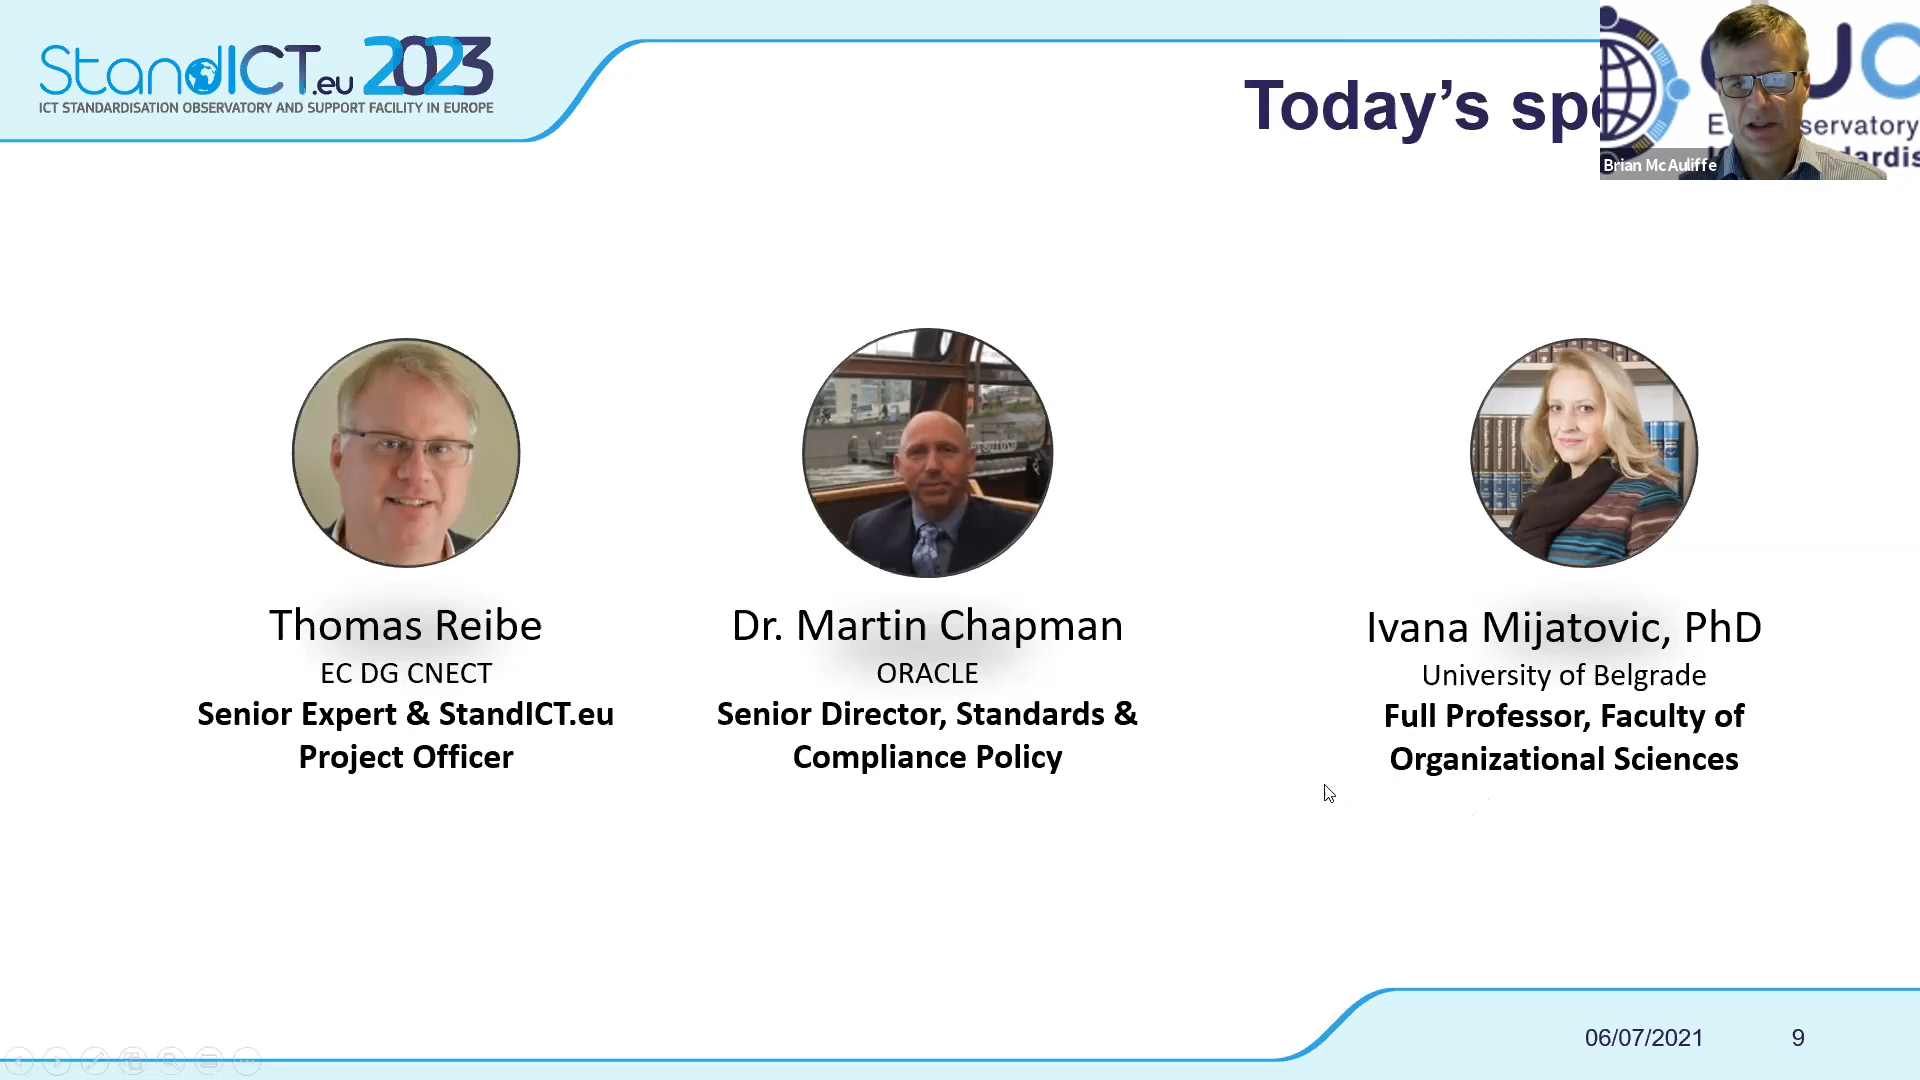 StandICT.eu 2023
ICT STANDARDISATION OBSERVATORY AND SUPPORT FACILITY IN EUROPE
Today's
Brian McAuliffe
Thomas Reibe
EC DG CNECT
Senior Expert & StandICT.eu
Project Officer
Dr. Martin Chapman
ORACLE
Senior Director, Standards &
Compliance Policy
Ivana Mijatovic, PhD
University of Belgrade
Full Professor, Faculty of
Organizational Sciences
06/07/2021
9